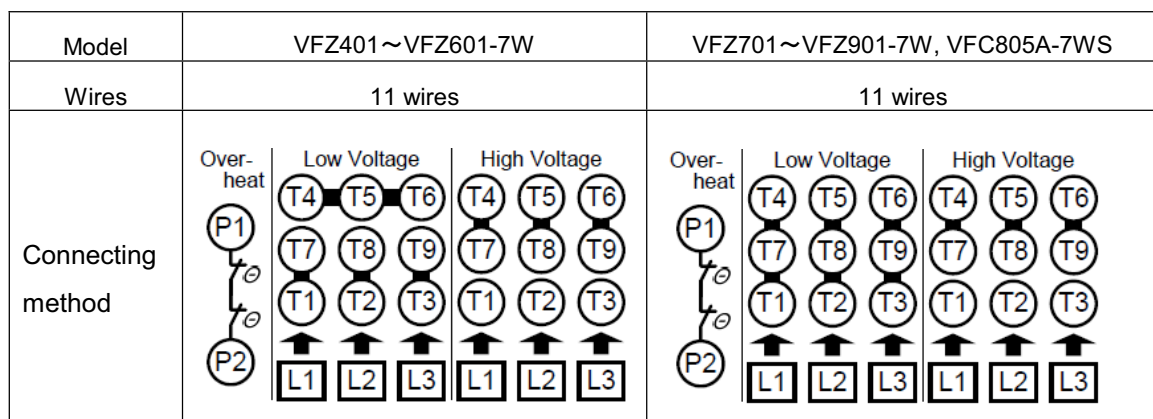 Model VFZ401～VFZ601-7W VFZ701～VFZ901-7W, VFC805A-7WS
Wires 11 wires 11 wires
Connecting
method
Over-
heat
Low Voltage High Voltage
P1
P2
T4 T5 T6 T4 T5 T6
T7 T8 T9 T7 T8 T9
T1 T2 T3 T1 T2 T3
L1 L2 L3 L1 L2 L3
Over-
heat
Low Voltage High Voltage
P1
P2
T4 T5 T6 T4 T5 T6
T7 T8 T9 T7 T8 T9
T1 T2 T3 T1 T2 T3
L1 L2 L3 L1 L2 L3